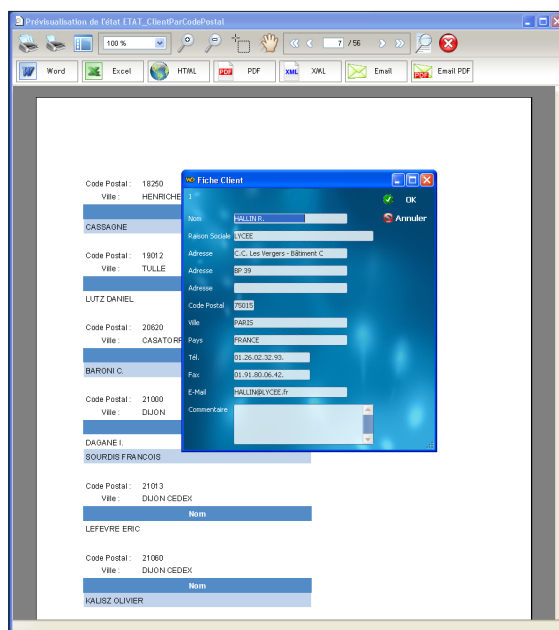 Prévisualisation de l'état ETAT_ClientParCodePostal
100 %
7 / 56
Word Excel HTML PDF XML Email Email PDF
Code Postal : 18250
Ville : HENRICHE
CASSAGNE
Code Postal : 19012
Ville : TULLE
LUTZ DANIEL
Code Postal : 20620
Ville : CASATORR
BARONI C.
Code Postal : 21000
Ville : DIJON
DAGANE I.
SOURDIS FRANCOIS
Code Postal : 21013
Ville : DIJON CEDEX
Nom
LEFEVRE ERIC
Code Postal : 21060
Ville : DIJON CEDEX
Nom
KALISZ OLIVIER
Fiche Client
1
OK
Annuler
Nom HALLIN R.
Raison Sociale LYCEE
Adresse C.C. Les Vergers - Bâtiment C
Adresse BP 39
Adresse
Code Postal 75015
Ville PARIS
Pays FRANCE
Tél. 01.26.02.32.93.
Fax 01.91.80.06.42.
E-Mail HALLIN@LYCEE.fr
Commentaire